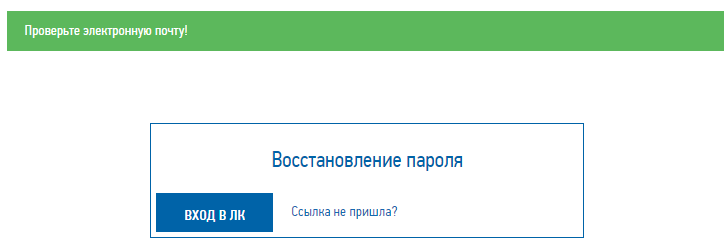 Проверьте электронную почту!
Восстановление пароля
ВХОД В ЛК
Ссылка не пришла?